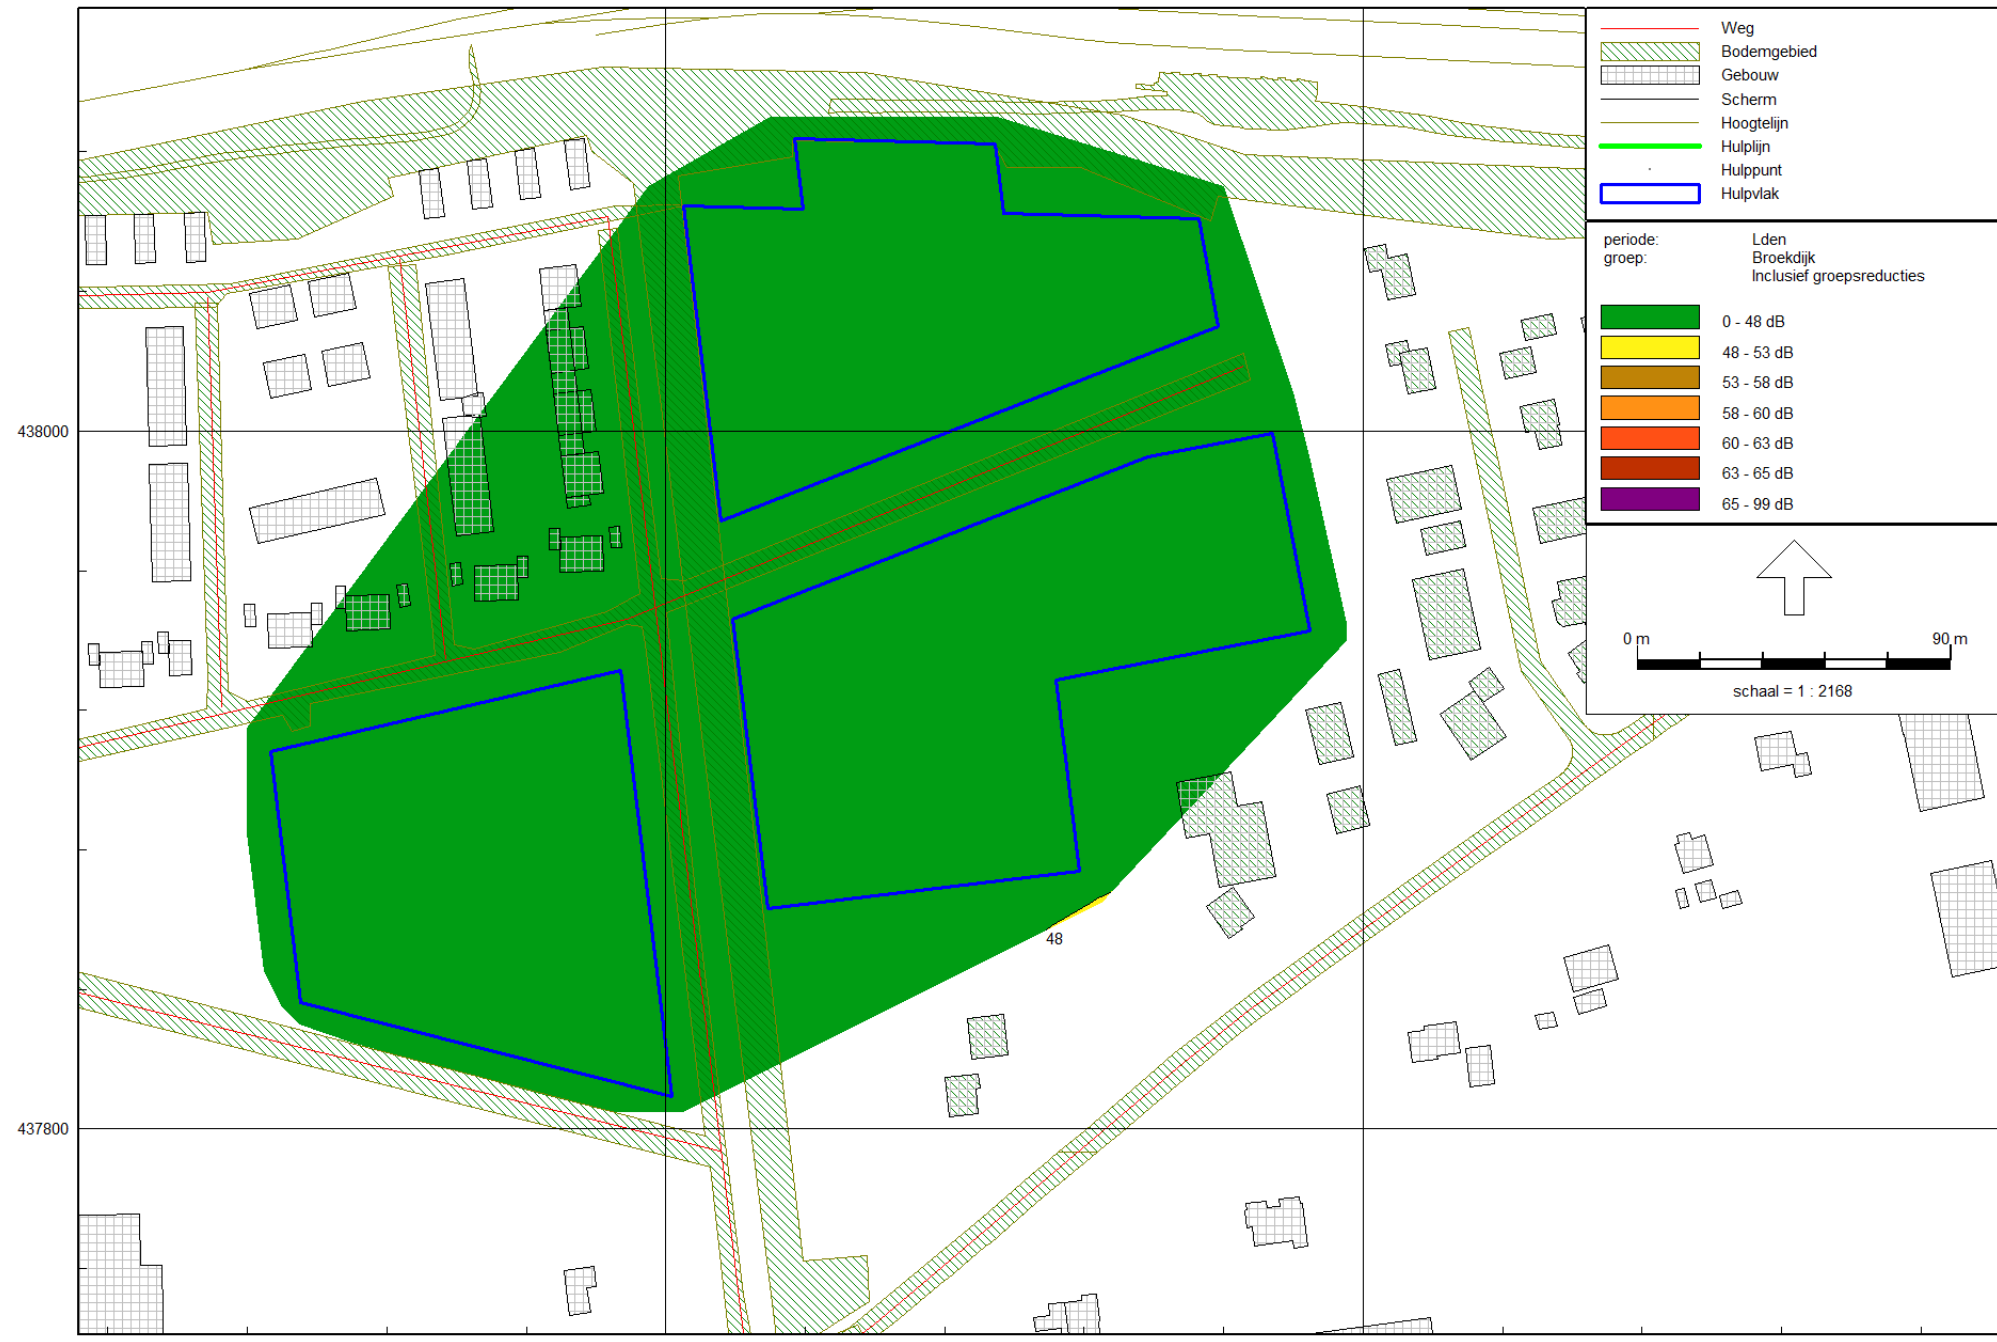 Weg
Bodemgebied
Gebouw
Scherm
Hoogtelijn
Hulplijn
Hulppunt
Hulpvlak
periode: Lden
groep: Broekdijk
Inclusief groepsreducties
0 - 48 dB
48 - 53 dB
53 - 58 dB
58 - 60 dB
60 - 63 dB
63 - 65 dB
65 - 99 dB
0 m 90 m
schaal = 1 : 2168
438000
48
437800